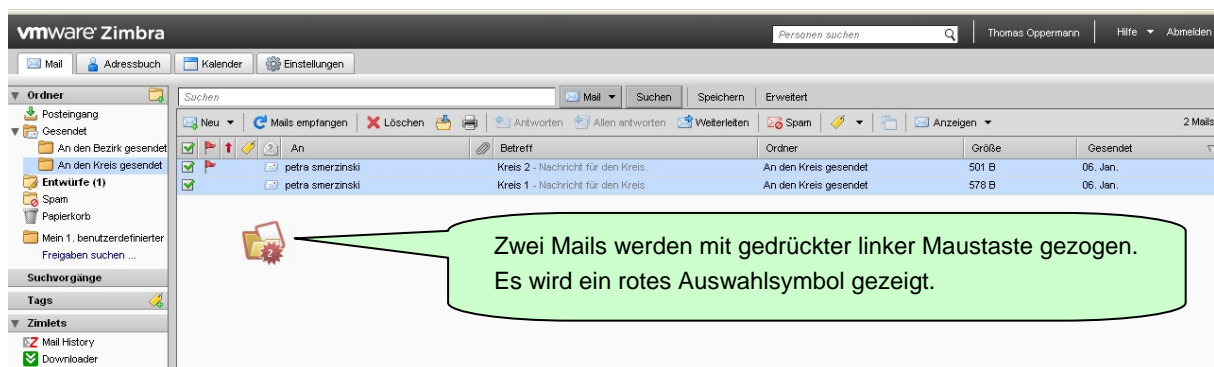 vmware Zimbra Personen suchen Thomas Oppermann Hilfe Abmelden
Mail Adressbuch Kalender Einstellungen
Ordner
Posteingang
Gesendet
An den Bezirk gesendet
An den Kreis gesendet
Entwürfe (1)
Spam
Papierkorb
Mein 1. benutzerdefinierter
Freigaben suchen ...
Suchvorgänge
Tags
Zimlets
Mail History
Downloader
Suchen Mail Suchen Speichern Erweitert
Neu Mails empfangen Löschen Antworten Allen antworten Weiterleiten Spam Anzeigen 2 Mails
An Betreff Ordner Größe Gesendet
petra smerzinski Kreis 2 - Nachricht für den Kreis. An den Kreis gesendet 501 B 06. Jan.
petra smerzinski Kreis 1 - Nachricht für den Kreis An den Kreis gesendet 578 B 06. Jan.
2
Zwei Mails werden mit gedrückter linker Maustaste gezogen.
Es wird ein rotes Auswahlsymbol gezeigt.